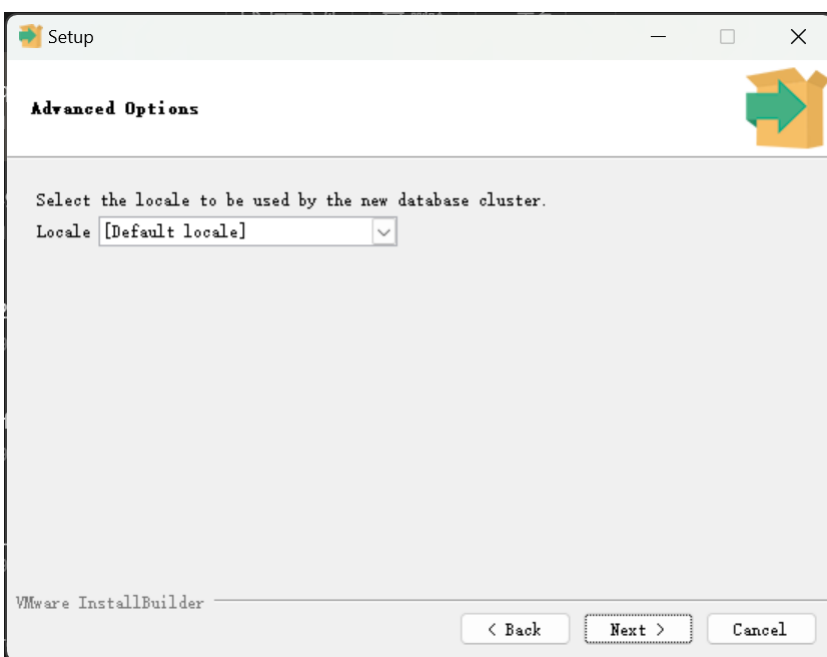 Setup
Advanced Options
Select the locale to be used by the new database cluster.
Locale [Default locale]
VMware InstallBuilder
< Back Next > Cancel